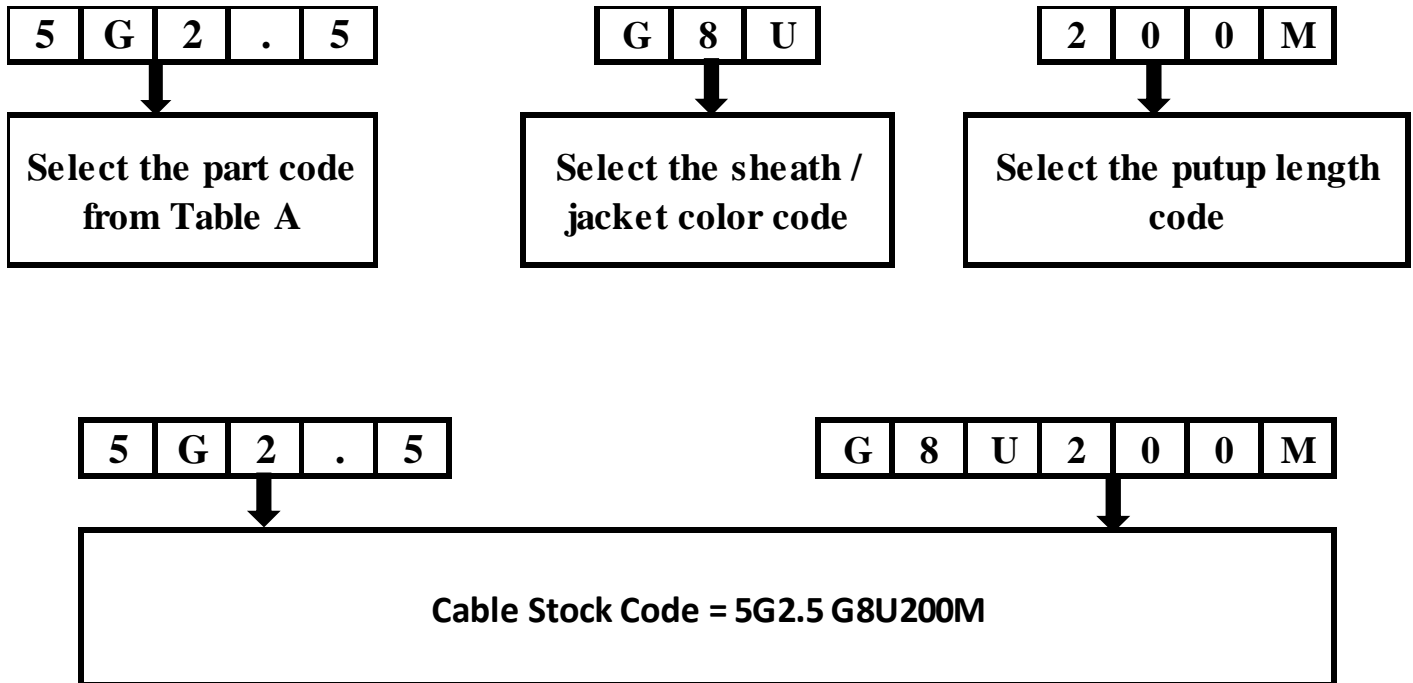 5 G 2 . 5
G 8 U
2 0 0 M
Select the part code
from Table A
Select the sheath /
jacket color code
Select the putup length
code
5 G 2 . 5
G 8 U 2 0 0 M
Cable Stock Code = 5G2.5 G8U200M